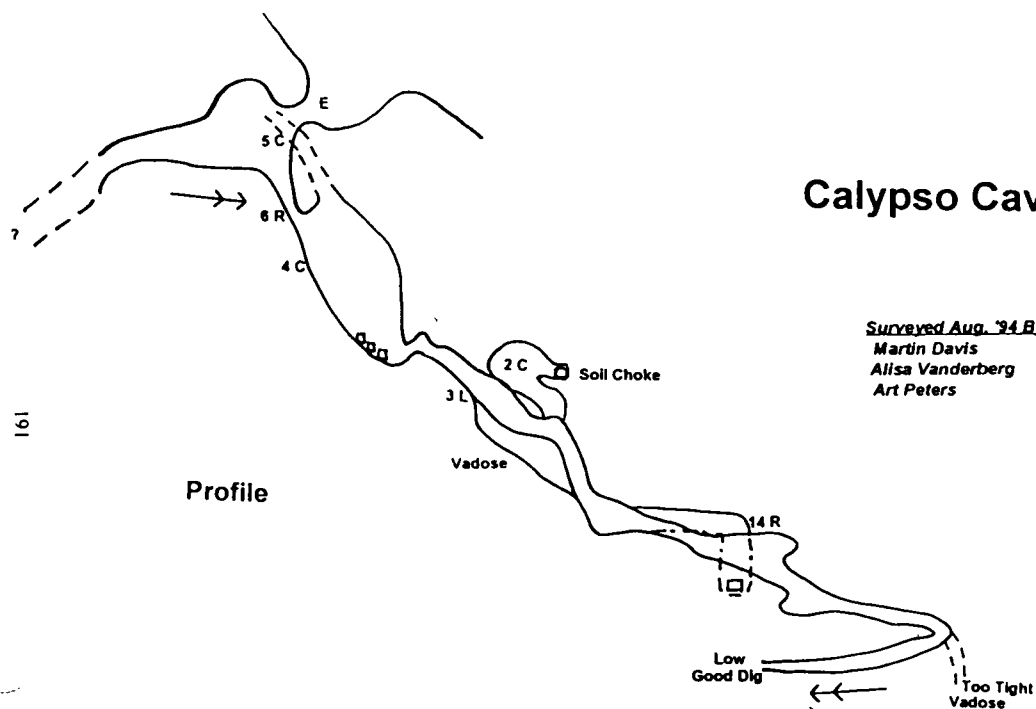 E
5 C
Calypso Cav
6 R
?
4 C
Surveyed Aug. '94 B
Martin Davis
Alisa Vanderberg
Art Peters
2 C
Soil Choke
3 L
161
Vadose
Profile
14 R
Low
Good Dig
Too Tight
Vadose